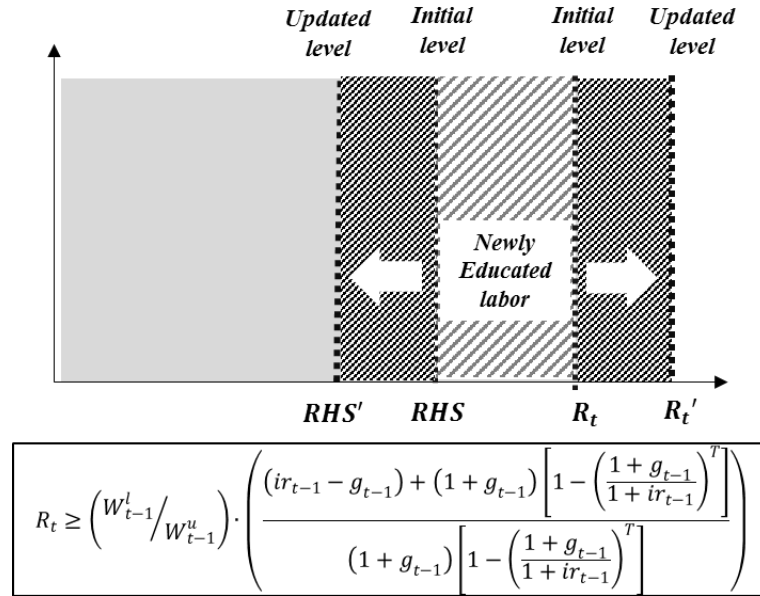 Updated level
Initial level
Initial level
Updated level
Newly
Educated
labor
RHS′ RHS R_t R_t′
R_t ≥ (W^l_{t−1}/W^u_{t−1}) · ( ((ir_{t−1} − g_{t−1}) + (1 + g_{t−1}) [1 − ((1 + g_{t−1})/(1 + ir_{t−1}))^T]) / ((1 + g_{t−1}) [1 − ((1 + g_{t−1})/(1 + ir_{t−1}))^T]) )